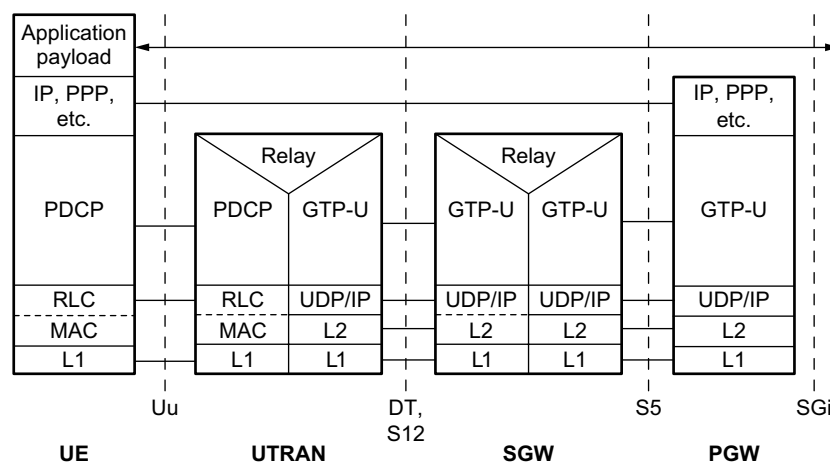 Application
payload
IP, PPP,
etc.
IP, PPP,
etc.
Relay
Relay
PDCP
PDCP
GTP-U
GTP-U
GTP-U
GTP-U
RLC
RLC
UDP/IP
UDP/IP
UDP/IP
UDP/IP
MAC
MAC
L2
L2
L2
L2
L1
L1
L1
L1
L1
L1
Uu
DT,
S12
S5
SGi
UE
UTRAN
SGW
PGW